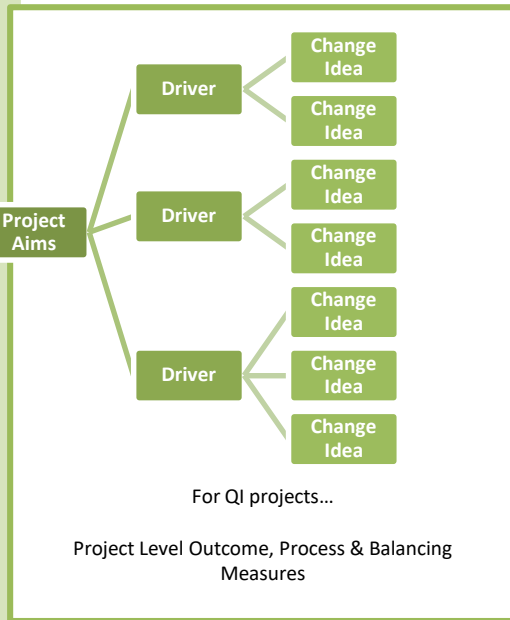 Change
Idea
Driver
Change
Idea
Change
Idea
Project
Aims
Driver
Change
Idea
Change
Idea
Driver
Change
Idea
Change
Idea
For QI projects…
Project Level Outcome, Process & Balancing
Measures